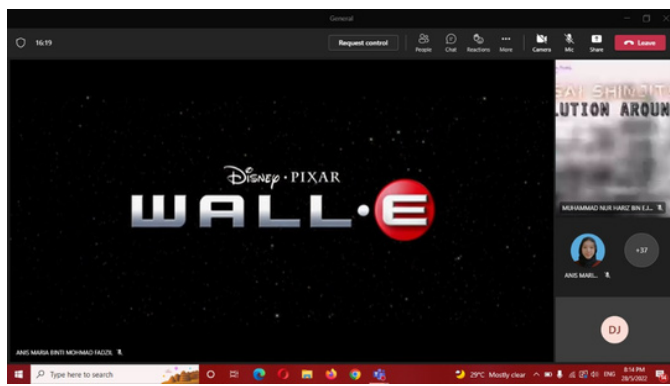 General
16:19
Request control
People
Chat
Reactions
More
Camera
Mic
Share
Leave
Disney · PIXAR
WALL·E
ANIS MARIA BINTI MOHMAD FADZIL
LUTION AROUN
MUHAMMAD NUR HARIZ BIN EJ...
ANIS MARI...
+37
DJ
Type here to search
29°C Mostly clear
ENG
8:14 PM
28/5/2022